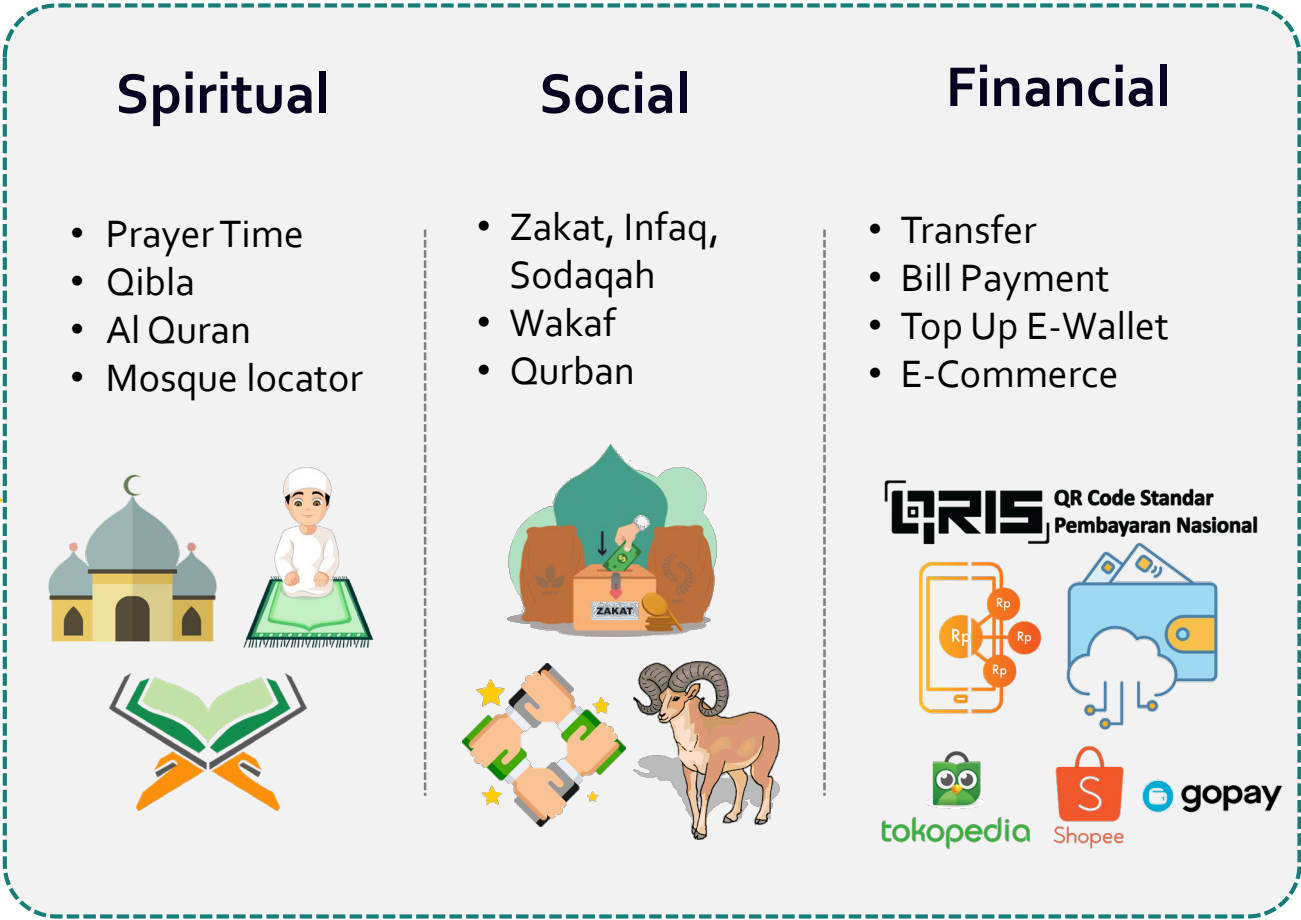 Spiritual
• Prayer Time
• Qibla
• Al Quran
• Mosque locator
Social
• Zakat, Infaq,
Sodaqah
• Wakaf
• Qurban
ZAKAT
Financial
• Transfer
• Bill Payment
• Top Up E-Wallet
• E-Commerce
QRIS
QR Code Standar
Pembayaran Nasional
Rp
Rp
Rp
Rp
tokopedia
S
Shopee
gopay